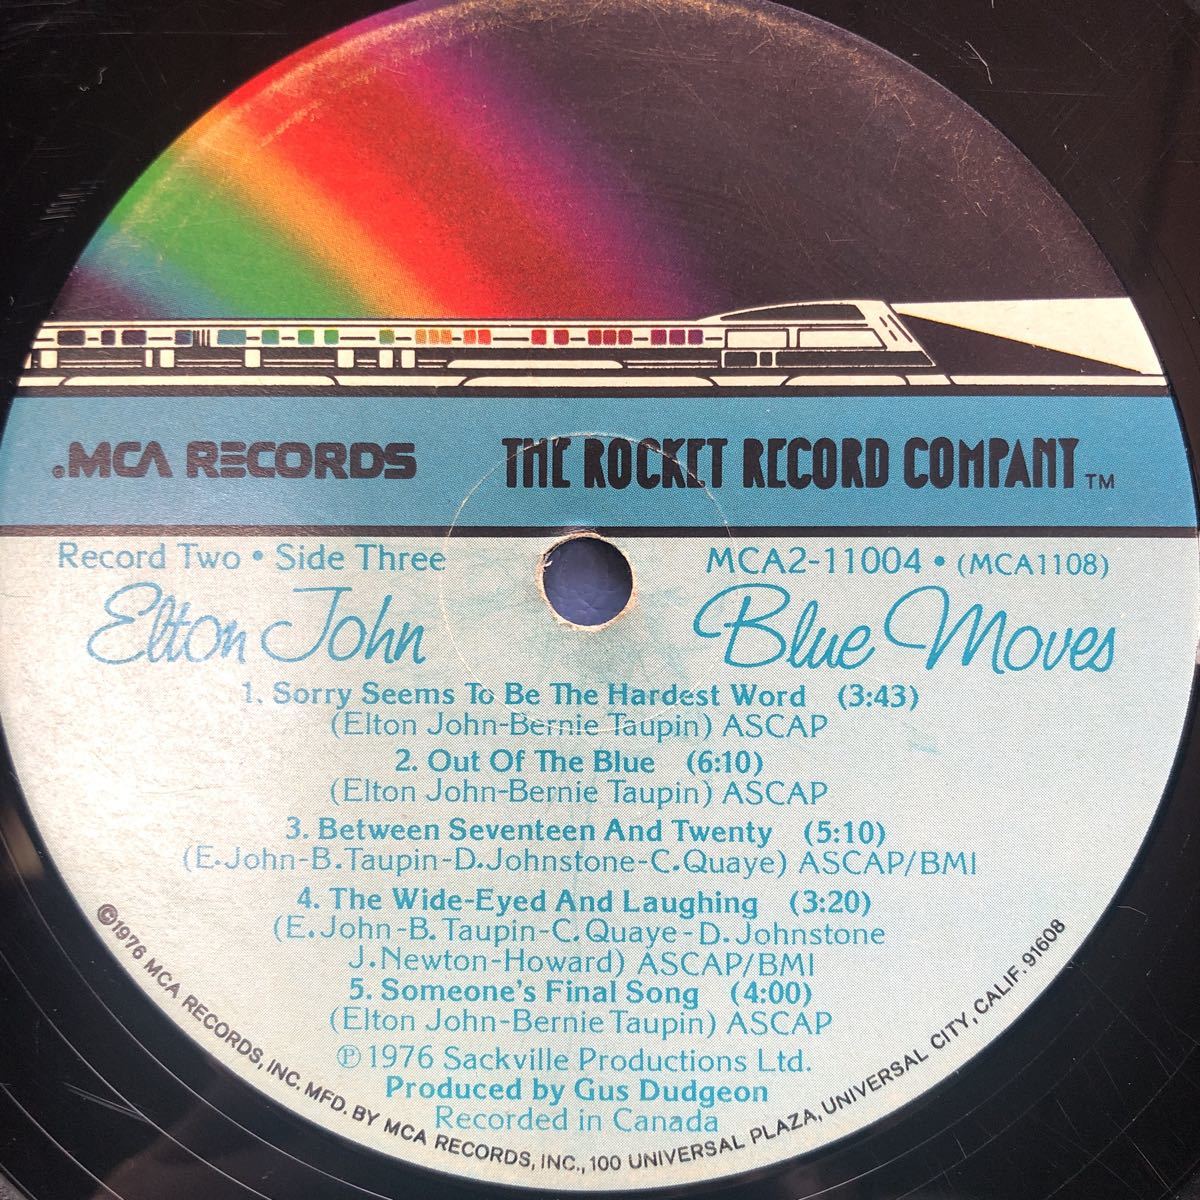 MCA RECORDS
THE ROCKET RECORD COMPANY TM
Record Two • Side Three
MCA2-11004 • (MCA1108)
Elton John
Blue Moves
1. Sorry Seems To Be The Hardest Word (3:43)
(Elton John-Bernie Taupin) ASCAP
2. Out Of The Blue (6:10)
(Elton John-Bernie Taupin) ASCAP
3. Between Seventeen And Twenty (5:10)
(E.John-B.Taupin-D.Johnstone-C.Quaye) ASCAP/BMI
4. The Wide-Eyed And Laughing (3:20)
(E.John-B.Taupin-C.Quaye-D.Johnstone
J.Newton-Howard) ASCAP/BMI
5. Someone's Final Song (4:00)
(Elton John-Bernie Taupin) ASCAP
℗ 1976 Sackville Productions Ltd.
Produced by Gus Dudgeon
Recorded in Canada
©1976 MCA RECORDS, INC. MFD. BY MCA RECORDS, INC., 100 UNIVERSAL PLAZA, UNIVERSAL CITY, CALIF. 91608